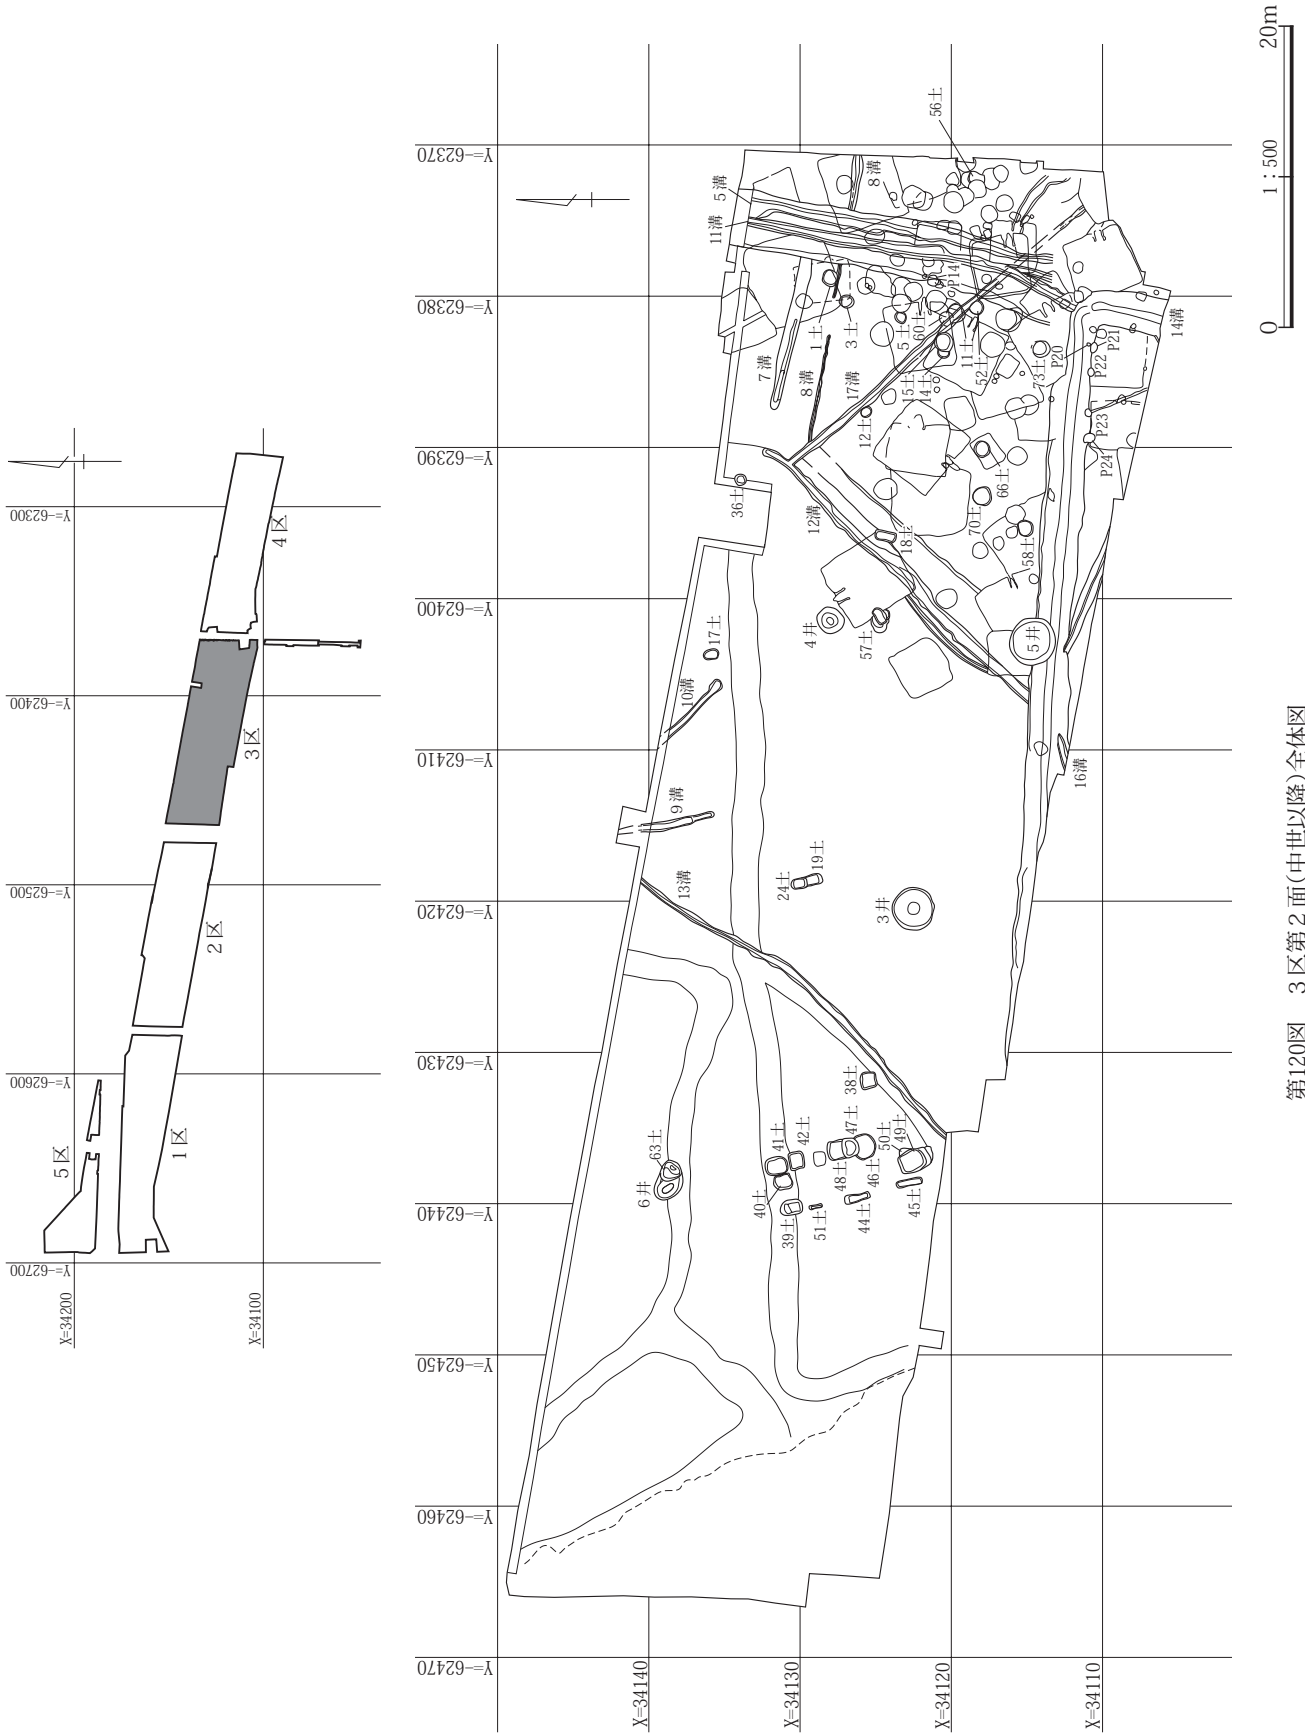 Y=-62300
Y=-62400
Y=-62500
Y=-62600
Y=-62700
X=34200
X=34100
5区
1区
2区
3区
4区
Y=-62370
Y=-62380
Y=-62390
Y=-62400
Y=-62410
Y=-62420
Y=-62430
Y=-62440
Y=-62450
Y=-62460
Y=-62470
X=34140
X=34130
X=34120
X=34110
56土
5溝
11溝
8溝
P14
1土
3土
5土
60土
11土
52土
73土
P20
P21
P22
P23
P24
14溝
7溝
8溝
17溝
15土
14土
12土
36土
12溝
18土
66土
70土
58土
4井
57土
5井
17土
10溝
16溝
9溝
13溝
24土
19土
3井
38土
63土
6井
41土
42土
40土
39土
51土
47土
48土
46土
44土
50土
49土
45土
0
1：500
20m
第120図　3区第2面(中世以降)全体図